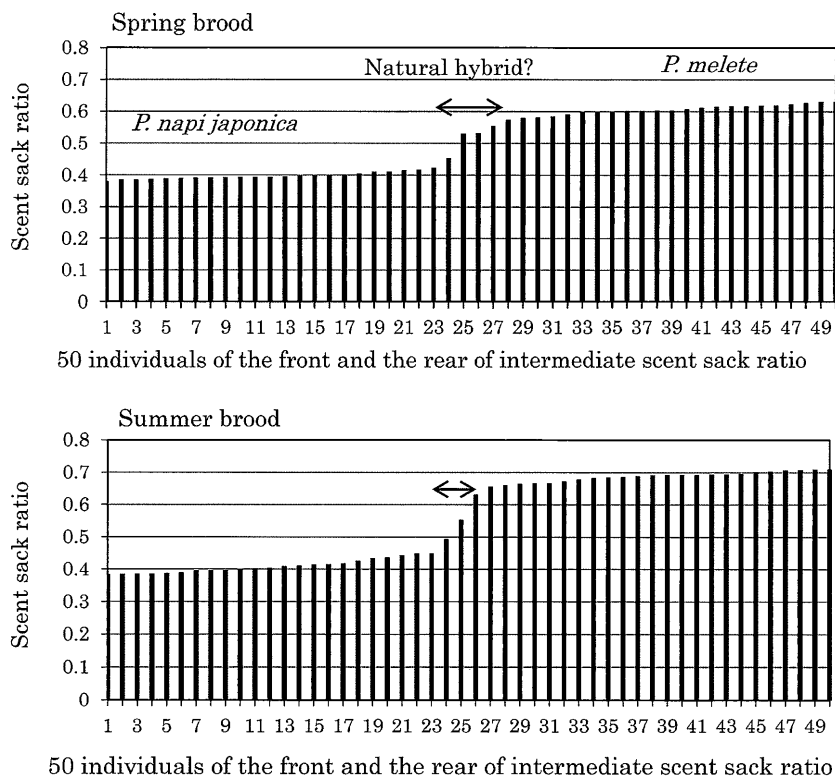 Spring brood
Natural hybrid?
P. melete
P. napi japonica
Scent sack ratio
0.8
0.7
0.6
0.5
0.4
0.3
0.2
0.1
0
1 3 5 7 9 11 13 15 17 19 21 23 25 27 29 31 33 35 37 39 41 43 45 47 49
50 individuals of the front and the rear of intermediate scent sack ratio
Summer brood
Scent sack ratio
0.8
0.7
0.6
0.5
0.4
0.3
0.2
0.1
0
1 3 5 7 9 11 13 15 17 19 21 23 25 27 29 31 33 35 37 39 41 43 45 47 49
50 individuals of the front and the rear of intermediate scent sack ratio